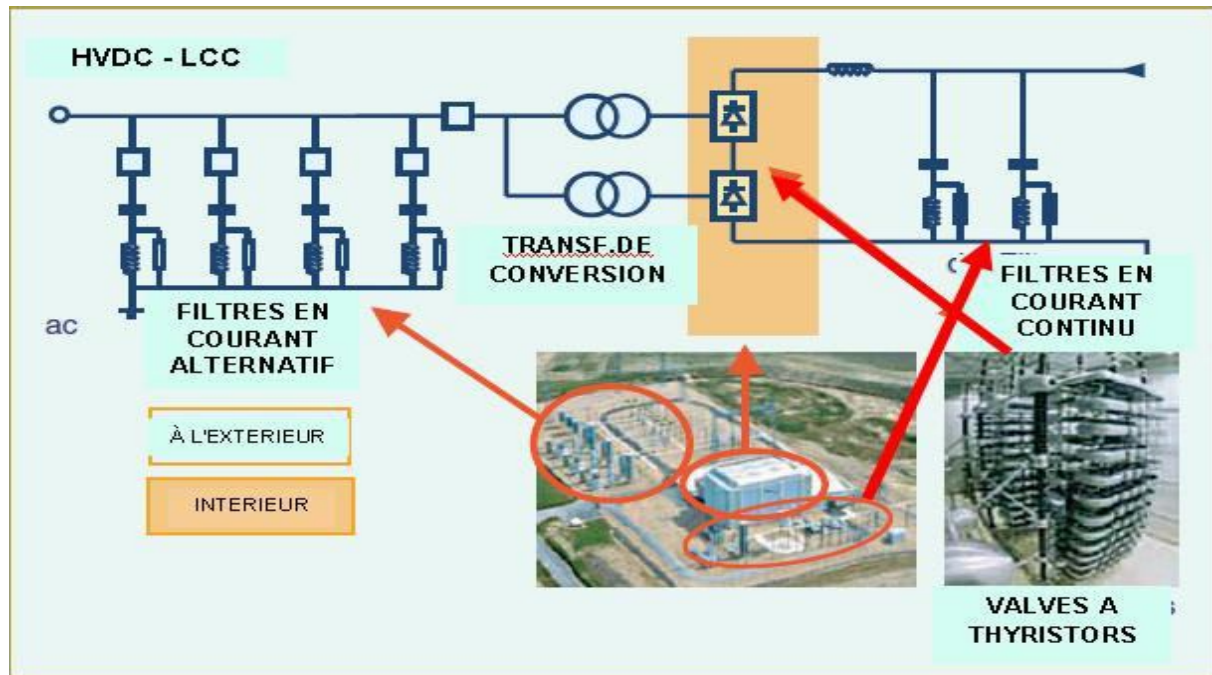 HVDC - LCC
TRANSF.DE
CONVERSION
FILTRES EN
COURANT
CONTINU
ac
FILTRES EN
COURANT
ALTERNATIF
À L'EXTERIEUR
INTERIEUR
VALVES A
THYRISTORS